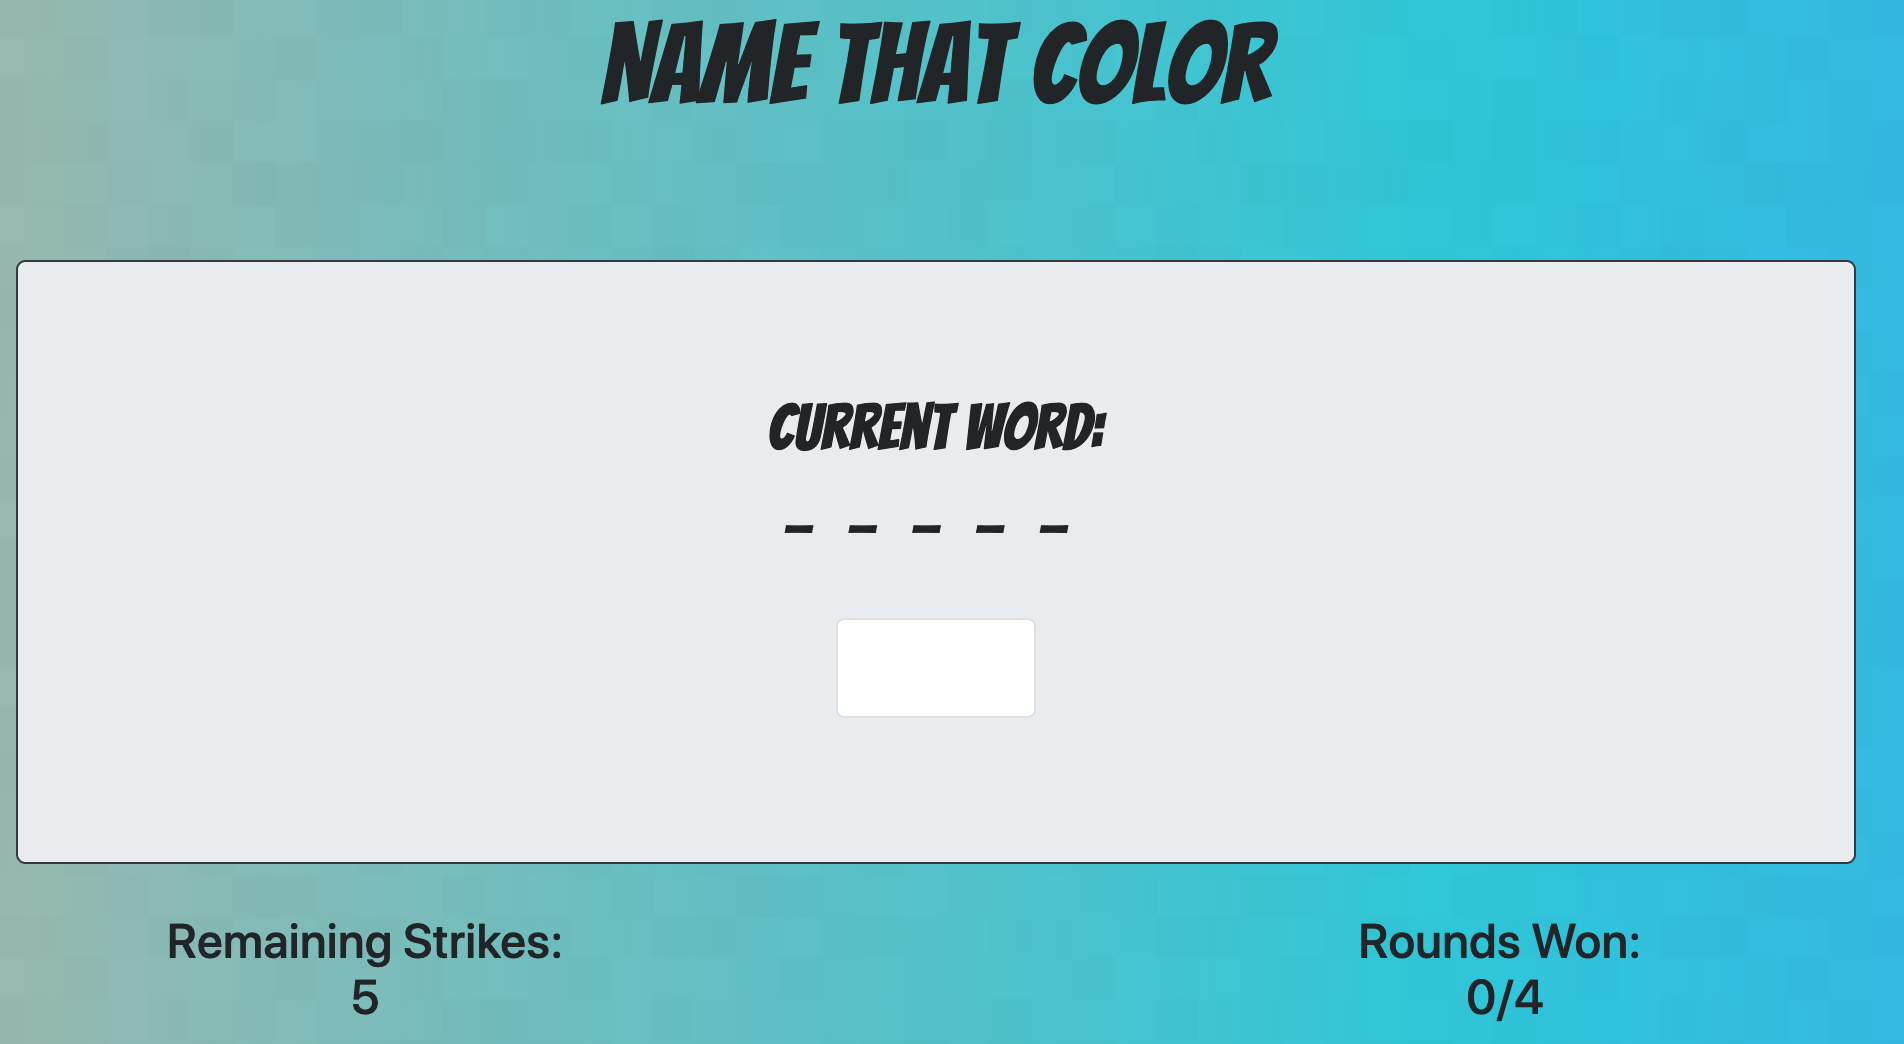 NAME THAT COLOR
CURRENT WORD:
_ _ _ _ _
Remaining Strikes:
5
Rounds Won:
0/4